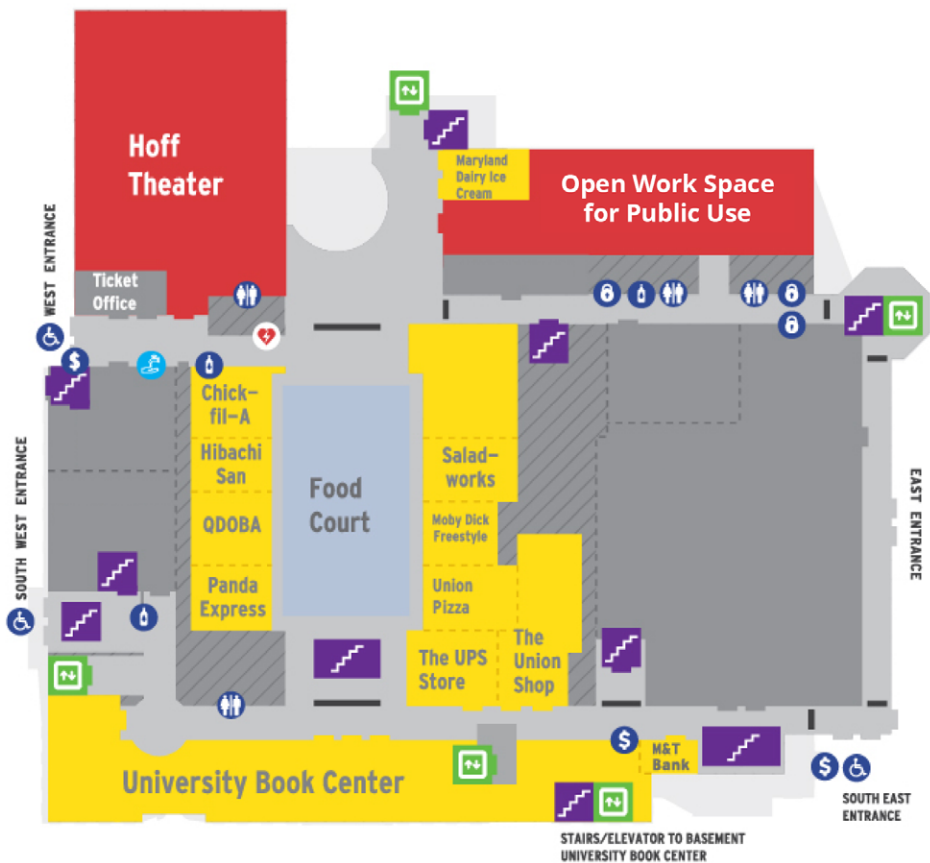 Hoff
Theater
Maryland
Dairy Ice
Cream
Open Work Space
for Public Use
WEST ENTRANCE
Ticket
Office
$
Chick-
fil-A
Hibachi
San
QDOBA
Panda
Express
Food
Court
Salad-
works
Moby Dick
Freestyle
Union
Pizza
The UPS
Store
The
Union
Shop
SOUTH WEST ENTRANCE
EAST ENTRANCE
University Book Center
$
M&T
Bank
$
SOUTH EAST
ENTRANCE
STAIRS/ELEVATOR TO BASEMENT
UNIVERSITY BOOK CENTER